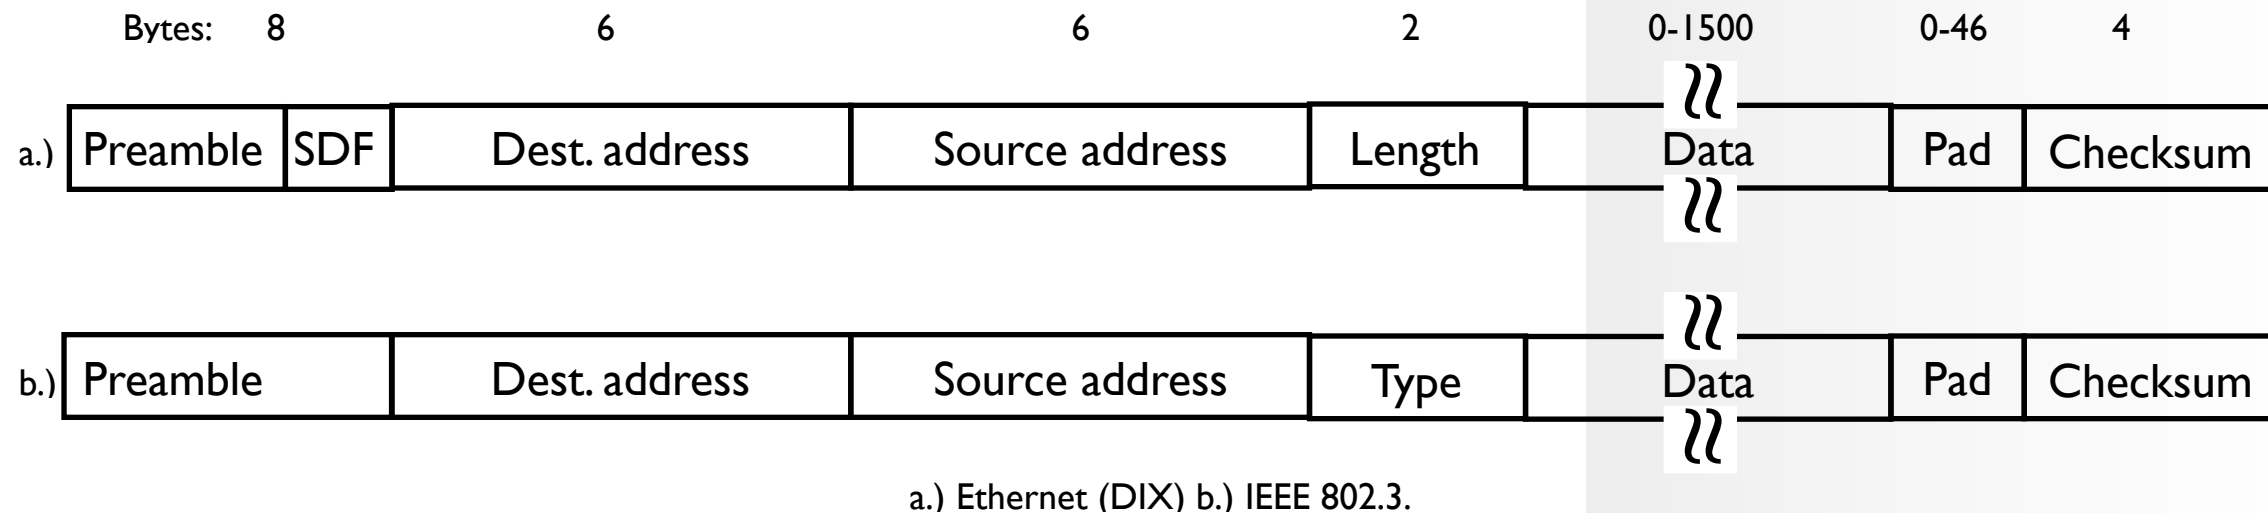 Bytes: 8 6 6 2 0-1500 0-46 4
a.) Preamble SDF Dest. address Source address Length Data Pad Checksum
b.) Preamble Dest. address Source address Type Data Pad Checksum
a.) Ethernet (DIX) b.) IEEE 802.3.